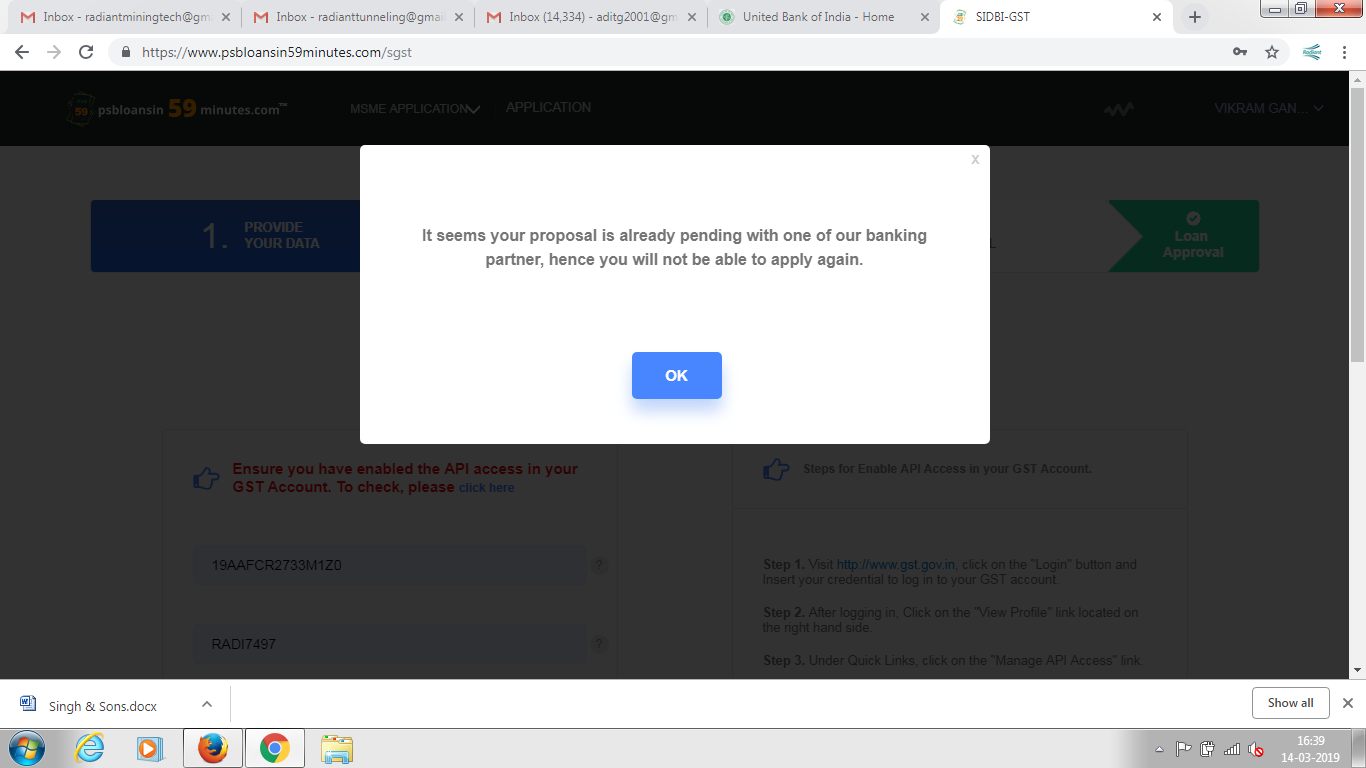 Inbox - radiantminingtech@gma
Inbox - radianttunneling@gmai
Inbox (14,334) - aditg2001@gm
United Bank of India - Home
SIDBI-GST
https://www.psbloansin59minutes.com/sgst
psbloansin 59 minutes.com™
MSME APPLICATION
APPLICATION
VIKRAM GAN...
X
It seems your proposal is already pending with one of our banking
partner, hence you will not be able to apply again.
OK
1. PROVIDE
YOUR DATA
Loan
Approval
Ensure you have enabled the API access in your
GST Account. To check, please click here
19AAFCR2733M1Z0
?
RADI7497
?
Steps for Enable API Access in your GST Account.
Step 1. Visit http://www.gst.gov.in, click on the "Login" button and
Insert your credential to log in to your GST account.
Step 2. After logging in, Click on the "View Profile" link located on
the right hand side.
Step 3. Under Quick Links, click on the "Manage API Access" link.
Singh & Sons.docx
Show all
16:39
14-03-2019